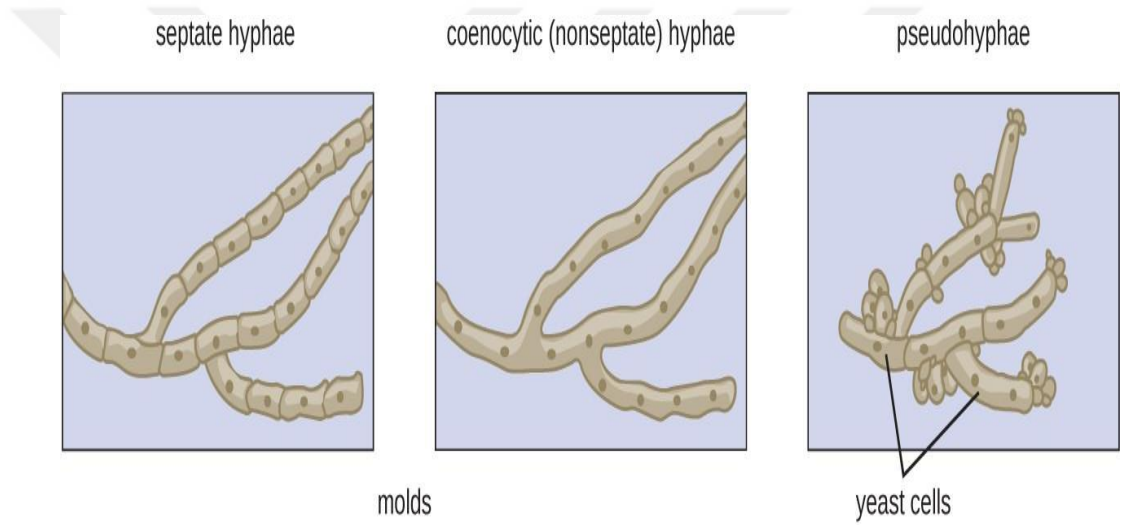 septate hyphae
coenocytic (nonseptate) hyphae
pseudohyphae
molds
yeast cells